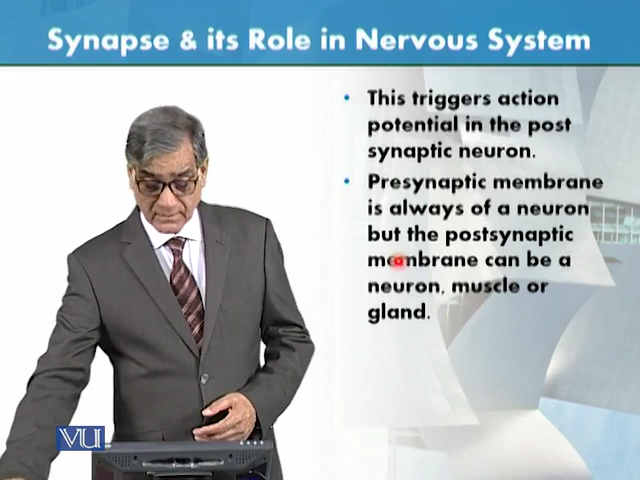 Synapse & its Role in Nervous System
• This triggers action
potential in the post
synaptic neuron.
• Presynaptic membrane
is always of a neuron
but the postsynaptic
membrane can be a
neuron, muscle or
gland.
VU